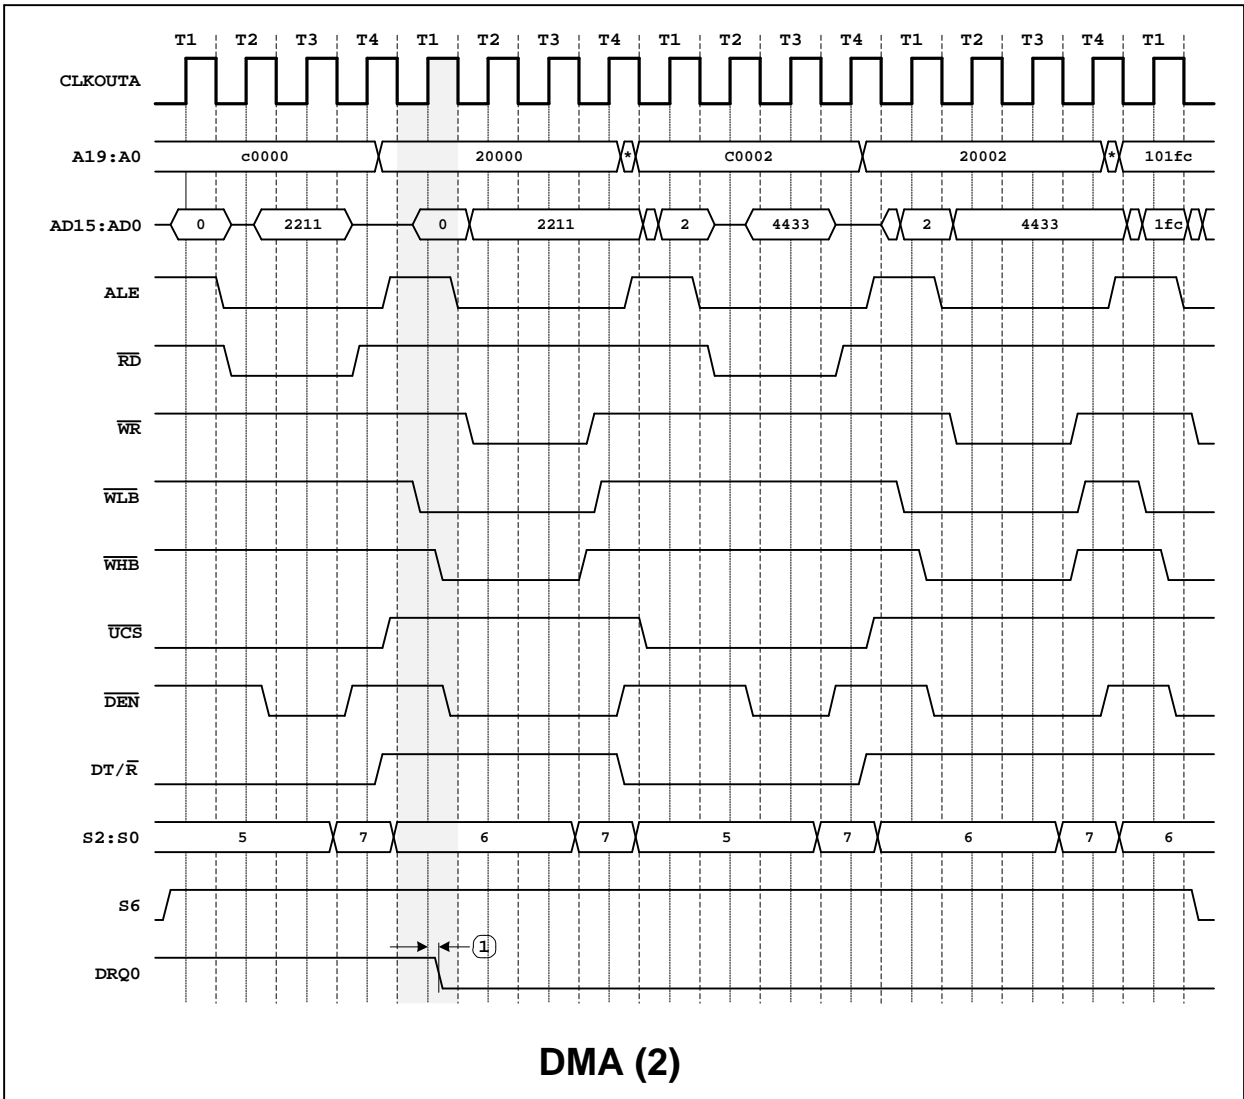 T1 T2 T3 T4 T1 T2 T3 T4 T1 T2 T3 T4 T1 T2 T3 T4 T1
CLKOUTA
A19:A0 c0000 20000 * C0002 20002 * 101fc
AD15:AD0 0 2211 0 2211 2 4433 2 4433 1fc
ALE
RD
WR
WLB
WHB
UCS
DEN
DT/R
S2:S0 5 7 6 7 5 7 6 7 6
S6
1
DRQ0
DMA (2)